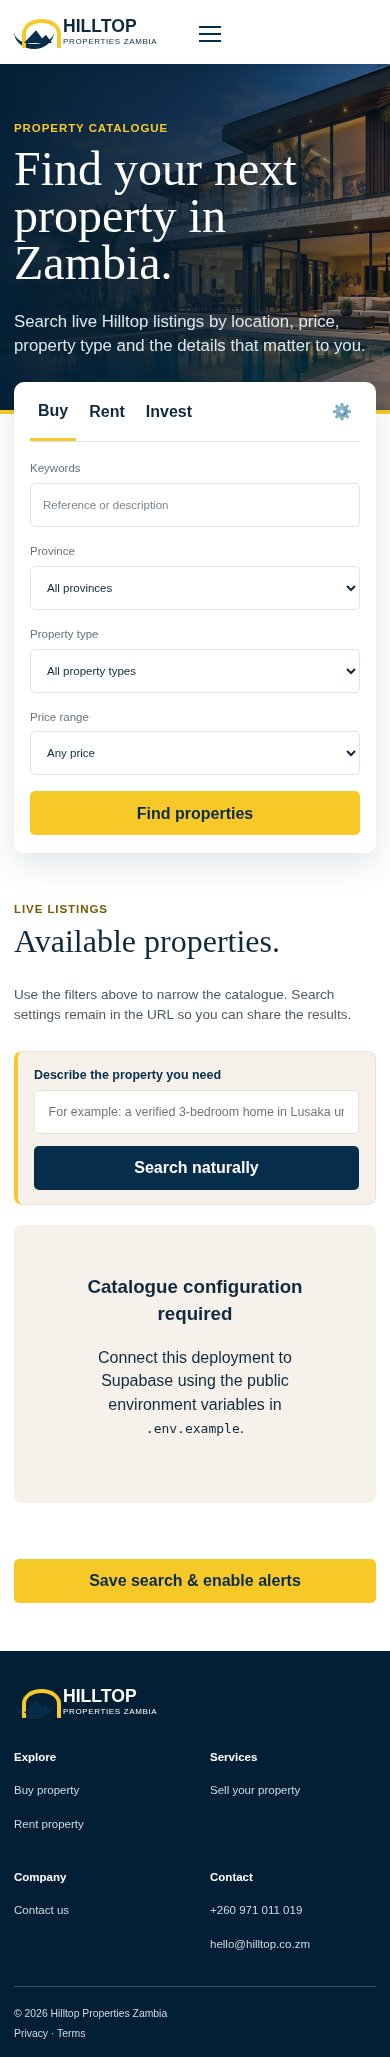 HILLTOP
PROPERTIES ZAMBIA
PROPERTY CATALOGUE
Find your next
property in
Zambia.
Search live Hilltop listings by location, price,
property type and the details that matter to you.
Buy Rent Invest
Keywords
Reference or description
Province
All provinces
Property type
All property types
Price range
Any price
Find properties
LIVE LISTINGS
Available properties.
Use the filters above to narrow the catalogue. Search
settings remain in the URL so you can share the results.
Describe the property you need
For example: a verified 3-bedroom home in Lusaka ur
Search naturally
Catalogue configuration
required
Connect this deployment to
Supabase using the public
environment variables in
.env.example.
Save search & enable alerts
HILLTOP
PROPERTIES ZAMBIA
Explore
Buy property
Rent property
Services
Sell your property
Company
Contact us
Contact
+260 971 011 019
hello@hilltop.co.zm
© 2026 Hilltop Properties Zambia
Privacy · Terms